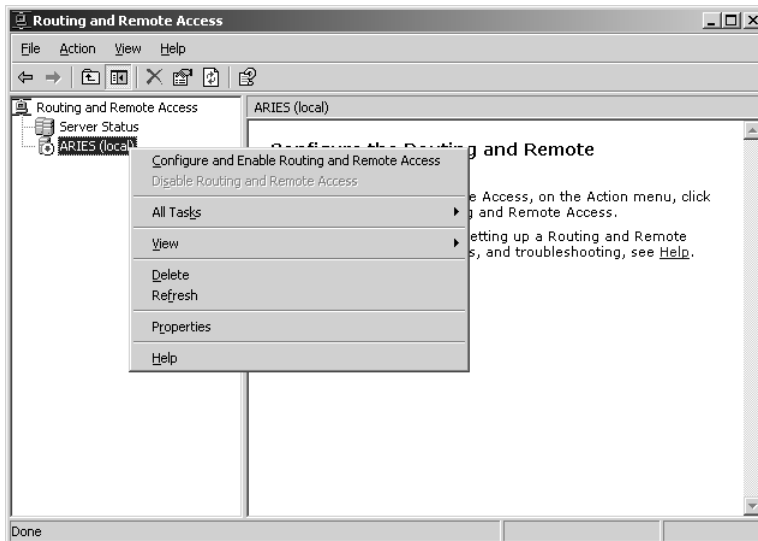 Routing and Remote Access
File Action View Help
Routing and Remote Access
Server Status
ARIES (local)
ARIES (local)
Configure the Routing and Remote
e Access, on the Action menu, click
g and Remote Access.
etting up a Routing and Remote
s, and troubleshooting, see Help.
Configure and Enable Routing and Remote Access
Disable Routing and Remote Access
All Tasks
View
Delete
Refresh
Properties
Help
Done